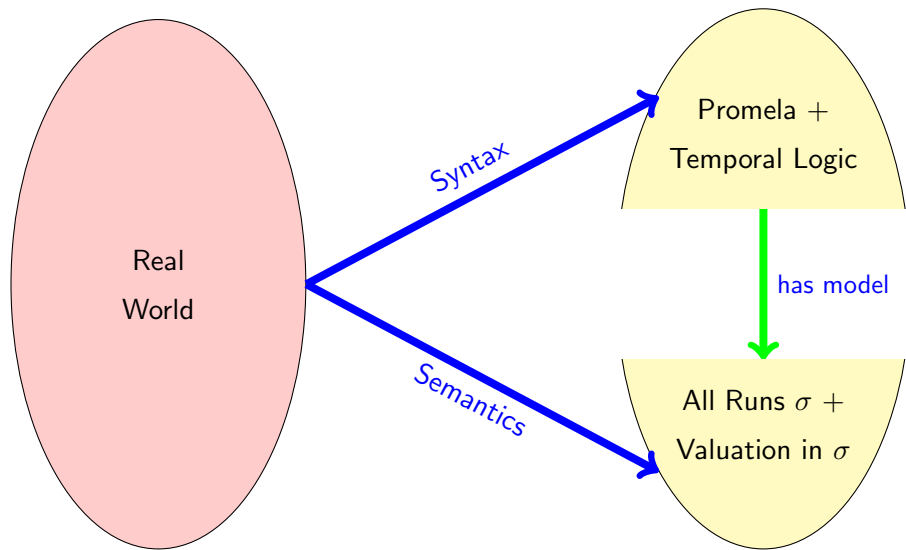 Real
World
Syntax
Semantics
Promela +
Temporal Logic
has model
All Runs σ +
Valuation in σ